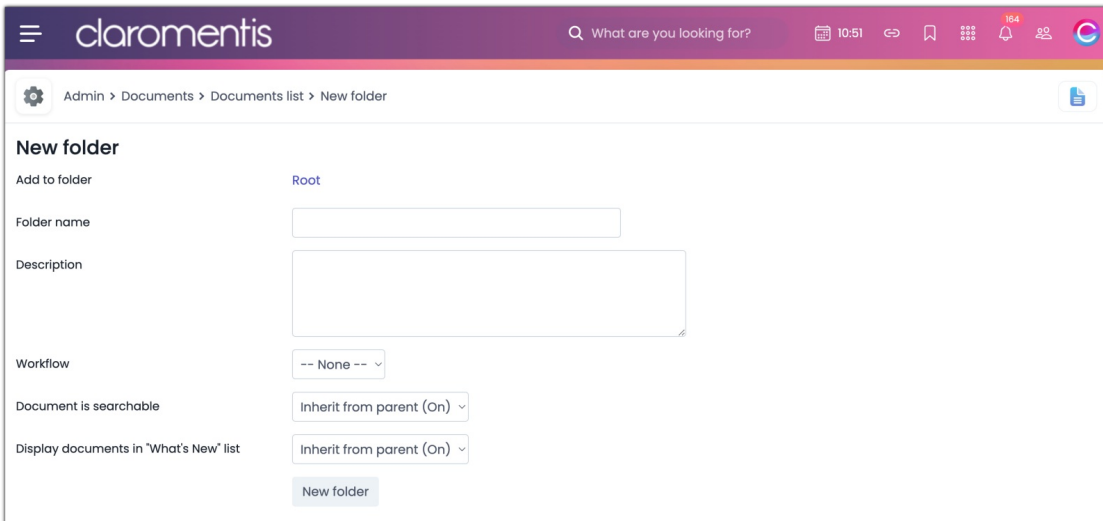 164
claromentis
What are you looking for?
10:51
Admin > Documents > Documents list > New folder
New folder
Add to folder Root
Folder name
Description
Workflow -- None --
Document is searchable Inherit from parent (On)
Display documents in "What's New" list Inherit from parent (On)
New folder